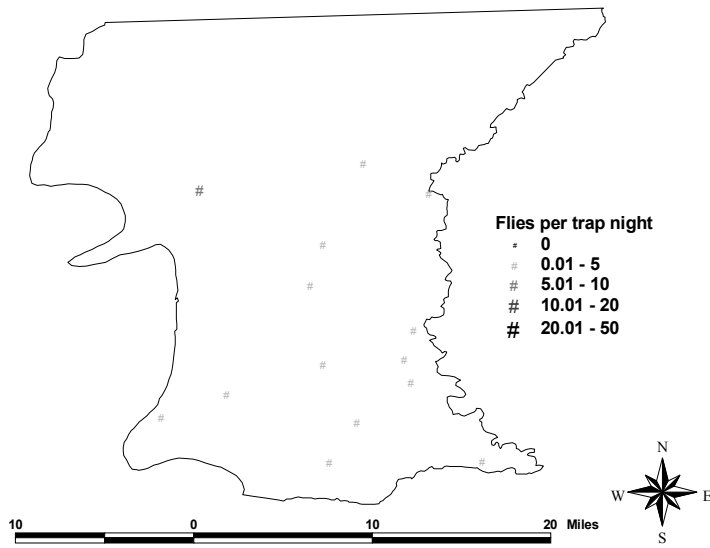 Flies per trap night
# 0
# 0.01 - 5
# 5.01 - 10
# 10.01 - 20
# 20.01 - 50
N
W E
S
10 0 10 20 Miles